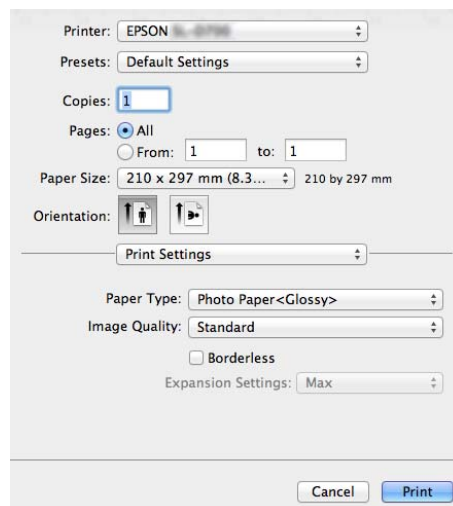 Printer: EPSON
Presets: Default Settings
Copies: 1
Pages: All
From: 1 to: 1
Paper Size: 210 x 297 mm (8.3... 210 by 297 mm
Orientation:
Print Settings
Paper Type: Photo Paper<Glossy>
Image Quality: Standard
Borderless
Expansion Settings: Max
Cancel Print